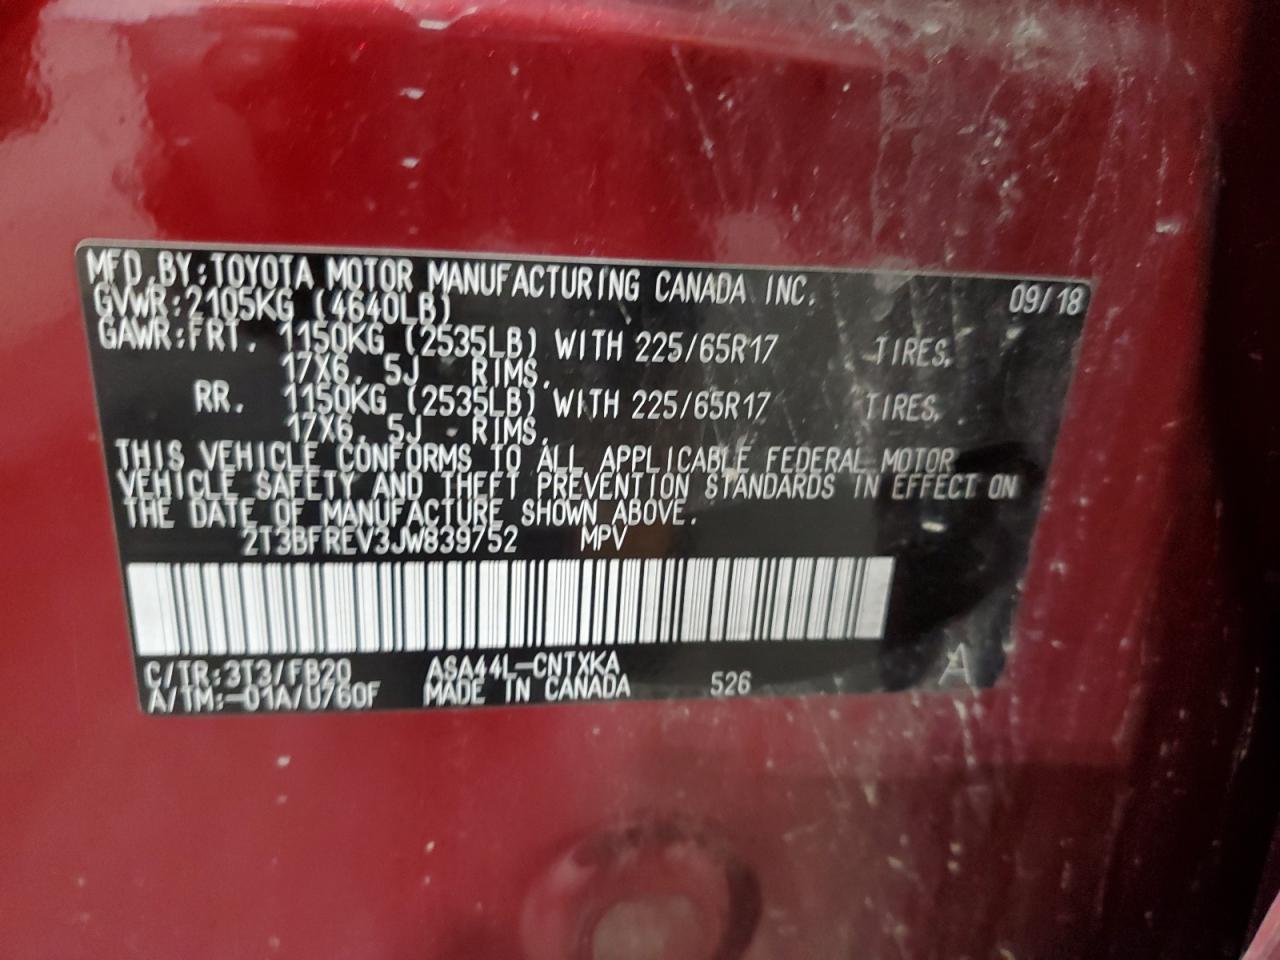 MFD.BY:TOYOTA MOTOR MANUFACTURING CANADA INC. 09/18
GVWR:2105KG (4640LB)
GAWR:FRT. 1150KG (2535LB) WITH 225/65R17 TIRES,
17X6.5J RIMS.
RR. 1150KG (2535LB) WITH 225/65R17 TIRES,
17X6.5J RIMS.
THIS VEHICLE CONFORMS TO ALL APPLICABLE FEDERAL MOTOR
VEHICLE SAFETY AND THEFT PREVENTION STANDARDS IN EFFECT ON
THE DATE OF MANUFACTURE SHOWN ABOVE.
2T3BFREV3JW839752 MPV
C/TR:3T3/FB20 ASA44L-CNTXKA
A/TM:-01A/U760F MADE IN CANADA 526 A